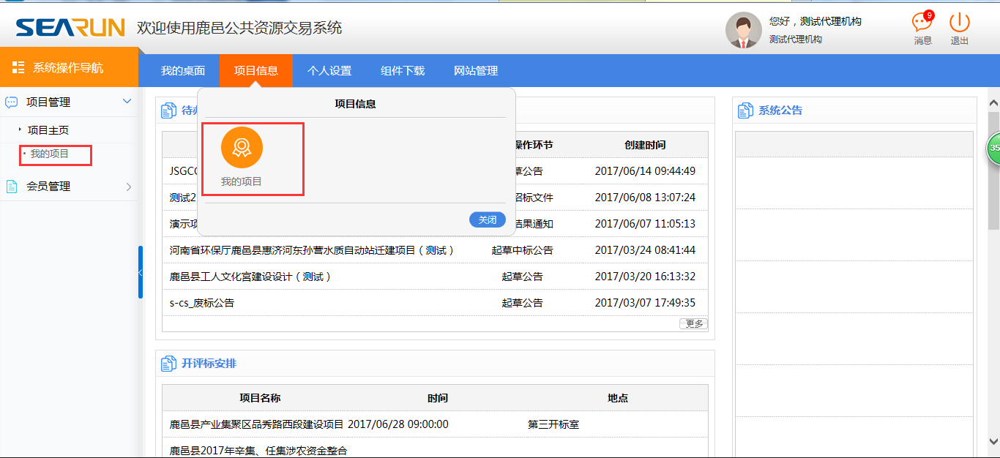 SEARUN 欢迎使用鹿邑公共资源交易系统
您好，测试代理机构
测试代理机构
9
消息
退出
系统操作导航
我的桌面 项目信息 个人设置 组件下载 网站管理
项目管理
项目主页
我的项目
会员管理
项目信息
我的项目
关闭
待
操作环节 创建时间
JSGC 草公告 2017/06/14 09:44:49
测试2 招标文件 2017/06/08 13:07:24
演示项 结果通知 2017/06/07 11:05:13
河南省环保厅鹿邑县惠济河东孙营水质自动站迁建项目（测试） 起草中标公告 2017/03/24 08:41:44
鹿邑县工人文化宫建设设计（测试） 起草公告 2017/03/20 16:13:32
s-cs_废标公告 起草公告 2017/03/07 17:49:35
更多
开评标安排
项目名称 时间 地点
鹿邑县产业集聚区品秀路西段建设项目 2017/06/28 09:00:00 第三开标室
鹿邑县2017年辛集、任集涉农资金整合
系统公告
35